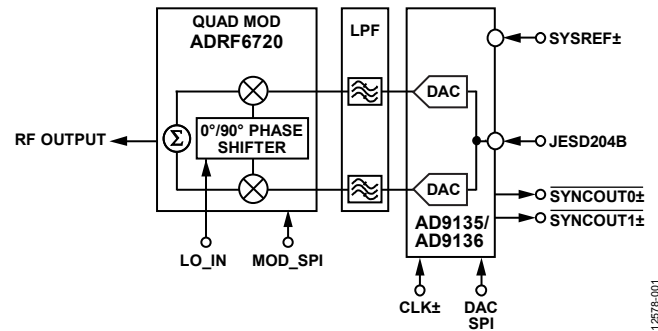 QUAD MOD
ADRF6720
LPF
SYSREF±
DAC
RF OUTPUT
Σ
0°/90° PHASE
SHIFTER
JESD204B
DAC
SYNCOUT0±
SYNCOUT1±
AD9135/
AD9136
LO_IN
MOD_SPI
CLK±
DAC
SPI
12578-001